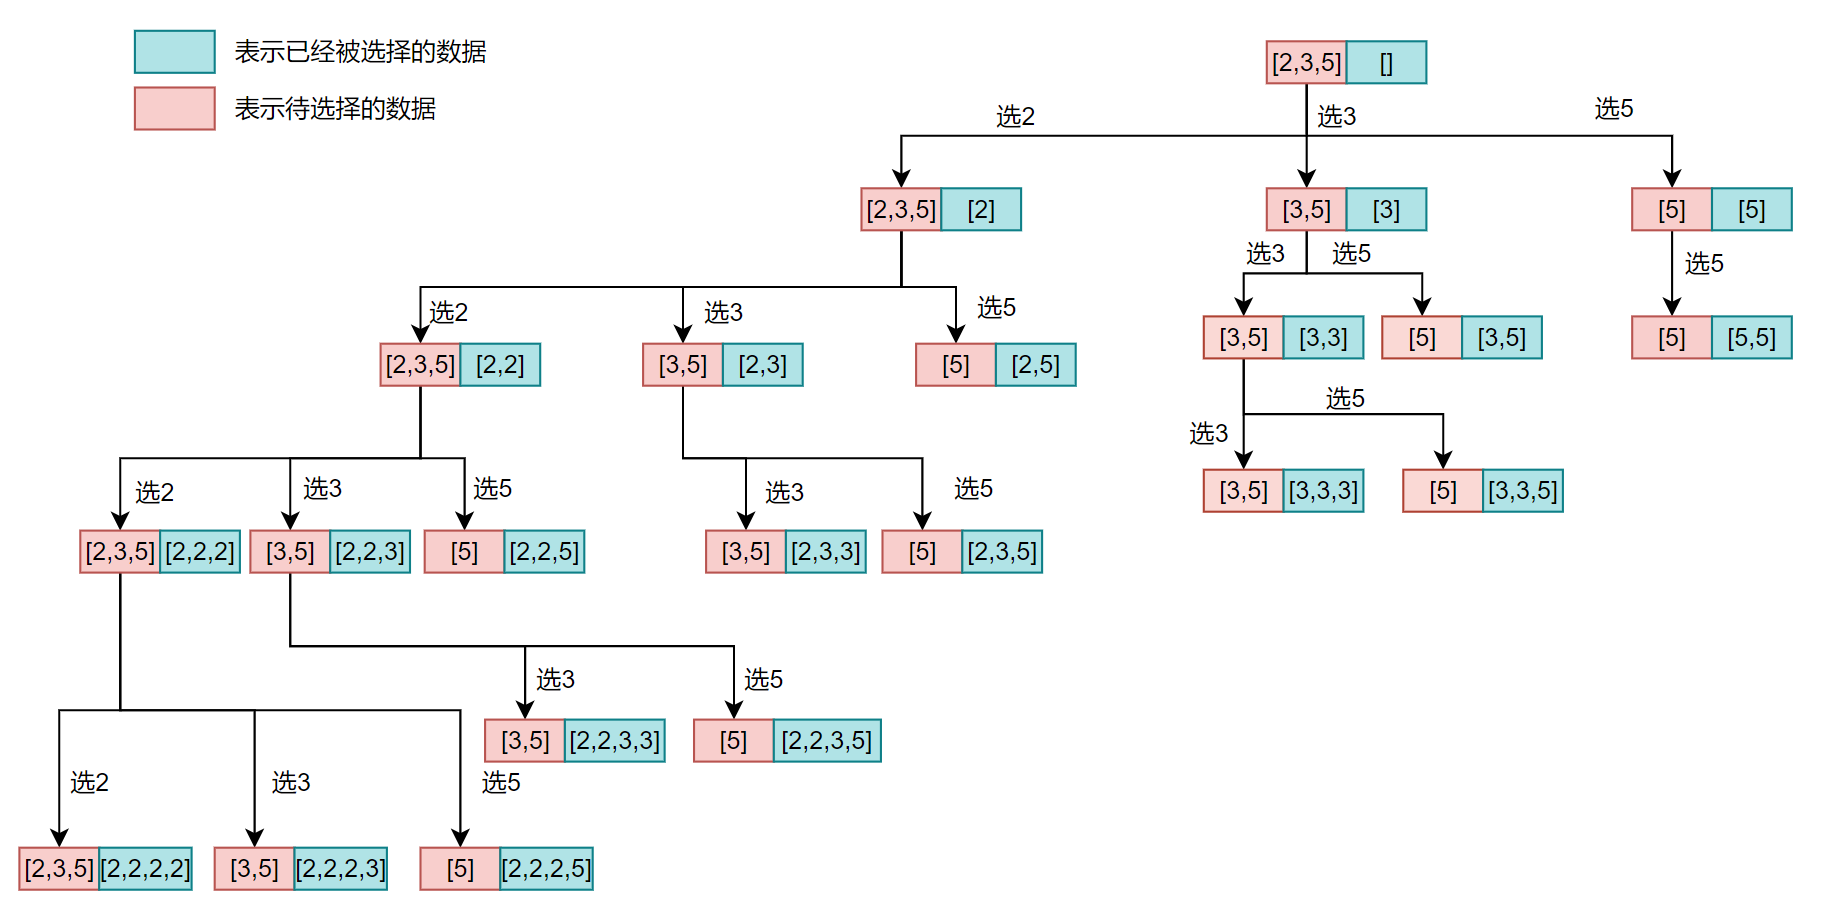 表示已经被选择的数据
表示待选择的数据
[2,3,5] []
选2 选3 选5
[2,3,5] [2] [3,5] [3] [5] [5]
选3 选5 选5
选2 选3 选5
[3,5] [3,3] [5] [3,5] [5] [5,5]
[2,3,5] [2,2] [3,5] [2,3] [5] [2,5]
选5
选3
选2 选3 选5 选3 选5
[3,5] [3,3,3] [5] [3,3,5]
[2,3,5] [2,2,2] [3,5] [2,2,3] [5] [2,2,5] [3,5] [2,3,3] [5] [2,3,5]
选3 选5
[3,5] [2,2,3,3] [5] [2,2,3,5]
选2 选3 选5
[2,3,5] [2,2,2,2] [3,5] [2,2,2,3] [5] [2,2,2,5]